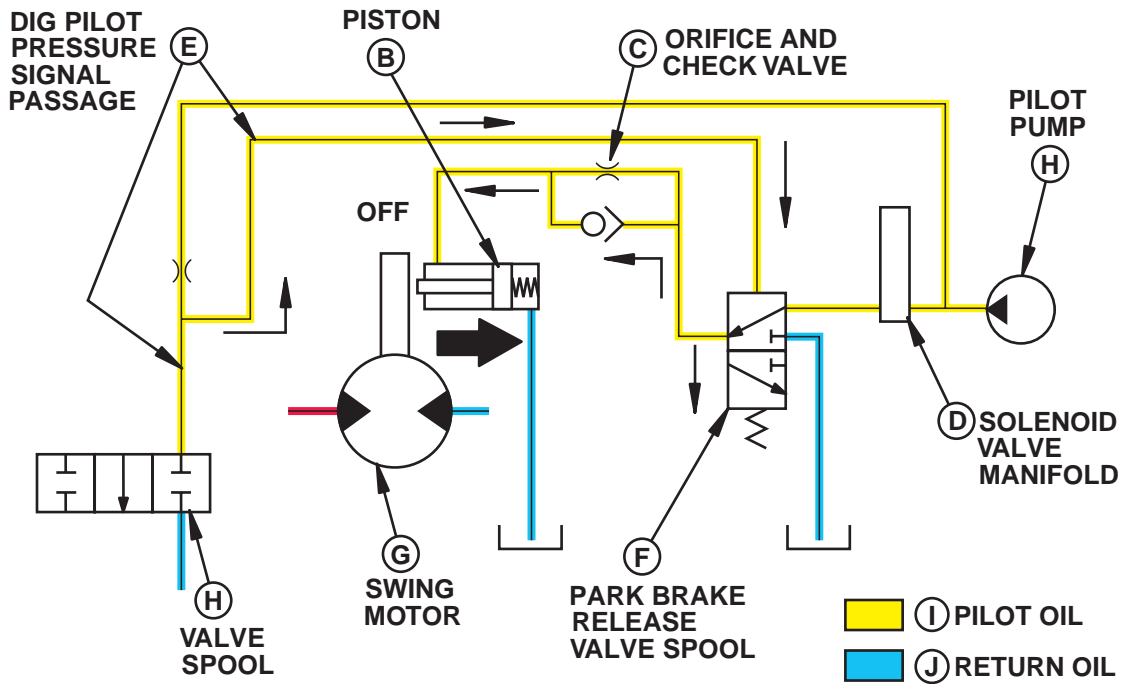 DIG PILOT
PRESSURE
SIGNAL
PASSAGE
E
PISTON
B
C
ORIFICE AND
CHECK VALVE
PILOT
PUMP
H
OFF
D
SOLENOID
VALVE
MANIFOLD
H
VALVE
SPOOL
G
SWING
MOTOR
F
PARK BRAKE
RELEASE
VALVE SPOOL
I PILOT OIL
J RETURN OIL